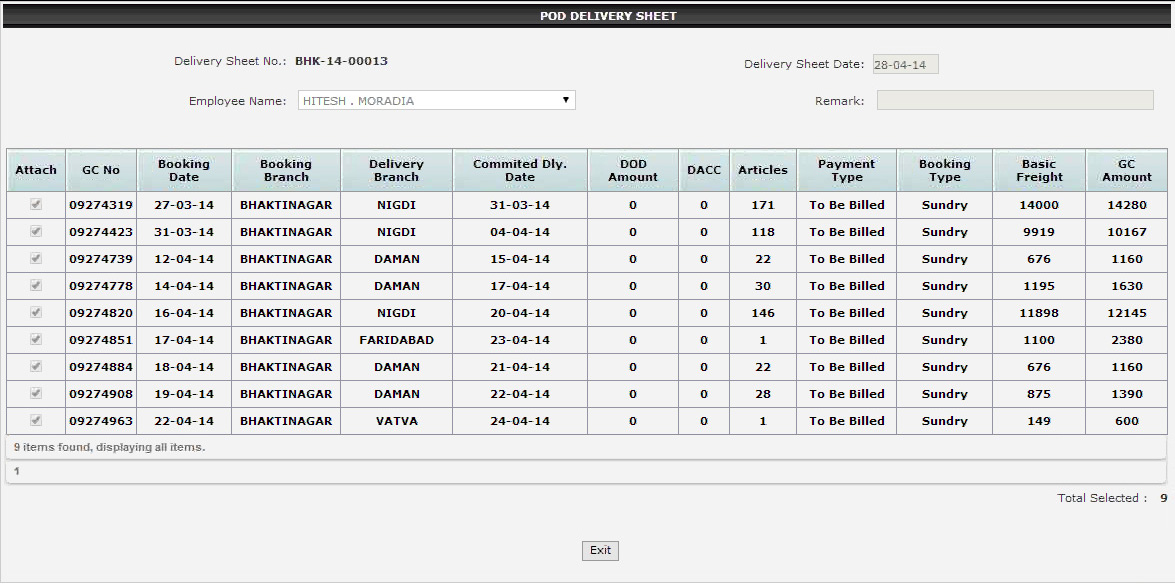 POD DELIVERY SHEET
Delivery Sheet No.: BHK-14-00013 Delivery Sheet Date: 28-04-14
Employee Name: HITESH . MORADIA Remark:
Attach GC No Booking Date Booking Branch Delivery Branch Commited Dly. Date DOD Amount DACC Articles Payment Type Booking Type Basic Freight GC Amount
09274319 27-03-14 BHAKTINAGAR NIGDI 31-03-14 0 0 171 To Be Billed Sundry 14000 14280
09274423 31-03-14 BHAKTINAGAR NIGDI 04-04-14 0 0 118 To Be Billed Sundry 9919 10167
09274739 12-04-14 BHAKTINAGAR DAMAN 15-04-14 0 0 22 To Be Billed Sundry 676 1160
09274778 14-04-14 BHAKTINAGAR DAMAN 17-04-14 0 0 30 To Be Billed Sundry 1195 1630
09274820 16-04-14 BHAKTINAGAR NIGDI 20-04-14 0 0 146 To Be Billed Sundry 11898 12145
09274851 17-04-14 BHAKTINAGAR FARIDABAD 23-04-14 0 0 1 To Be Billed Sundry 1100 2380
09274884 18-04-14 BHAKTINAGAR DAMAN 21-04-14 0 0 22 To Be Billed Sundry 676 1160
09274908 19-04-14 BHAKTINAGAR DAMAN 22-04-14 0 0 28 To Be Billed Sundry 875 1390
09274963 22-04-14 BHAKTINAGAR VATVA 24-04-14 0 0 1 To Be Billed Sundry 149 600
9 items found, displaying all items.
1
Total Selected : 9
Exit